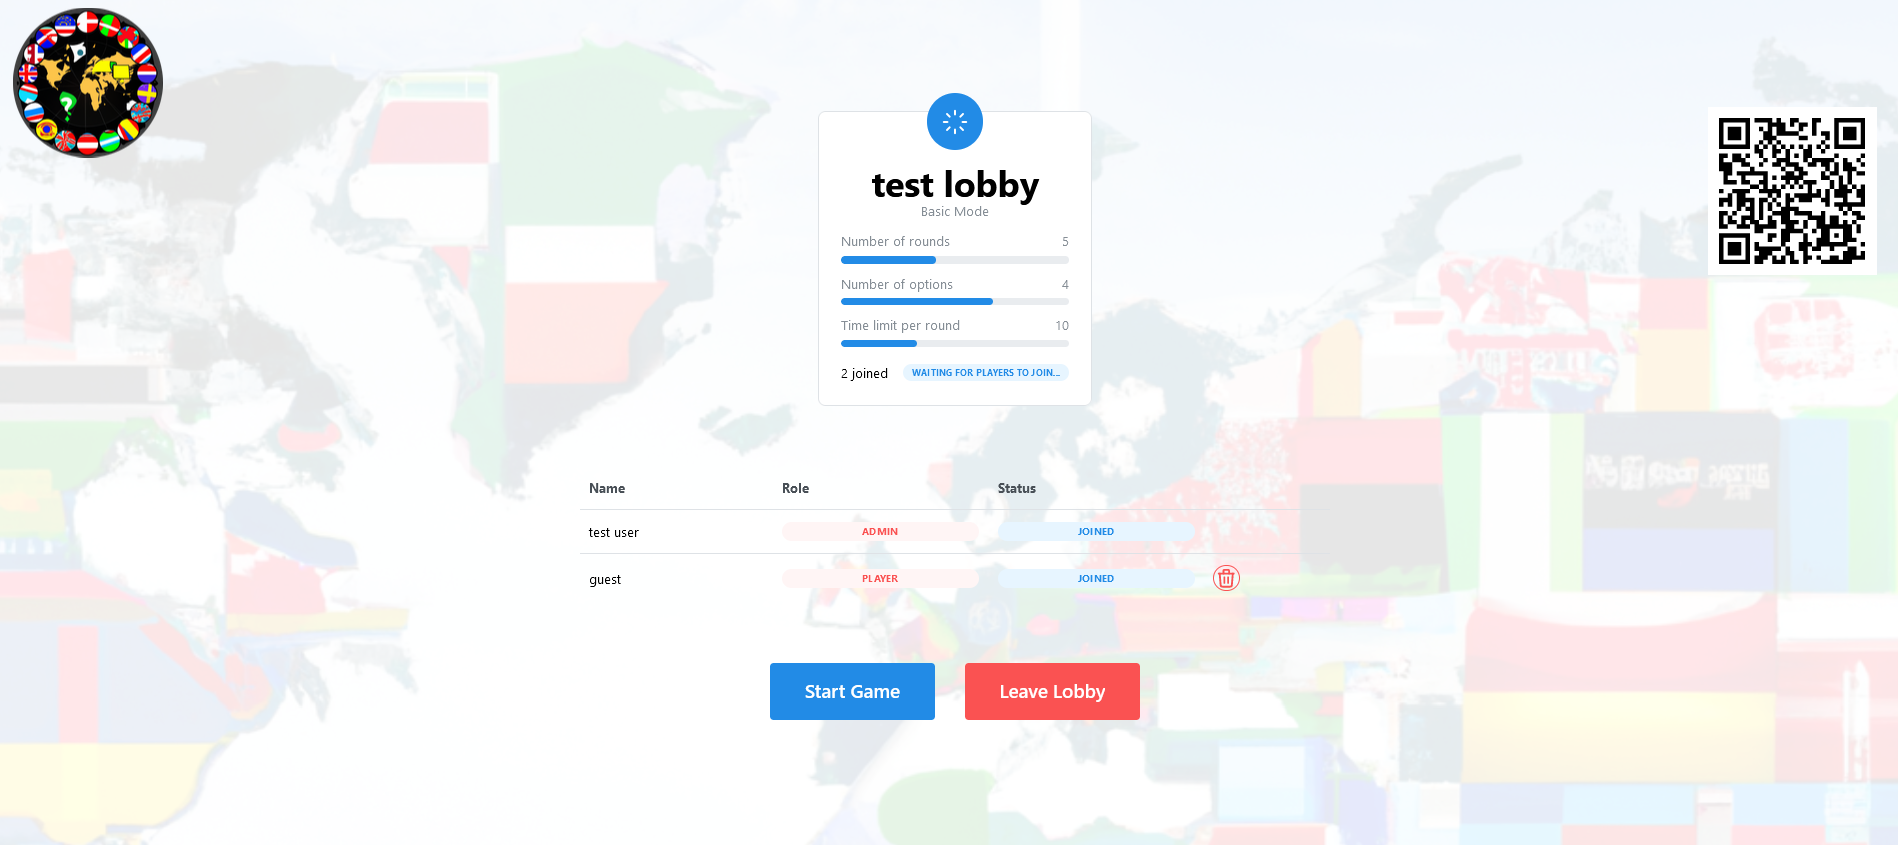 test lobby
Basic Mode
Number of rounds 5
Number of options 4
Time limit per round 10
2 joined WAITING FOR PLAYERS TO JOIN...
Name Role Status
test user ADMIN JOINED
guest PLAYER JOINED
Start Game Leave Lobby